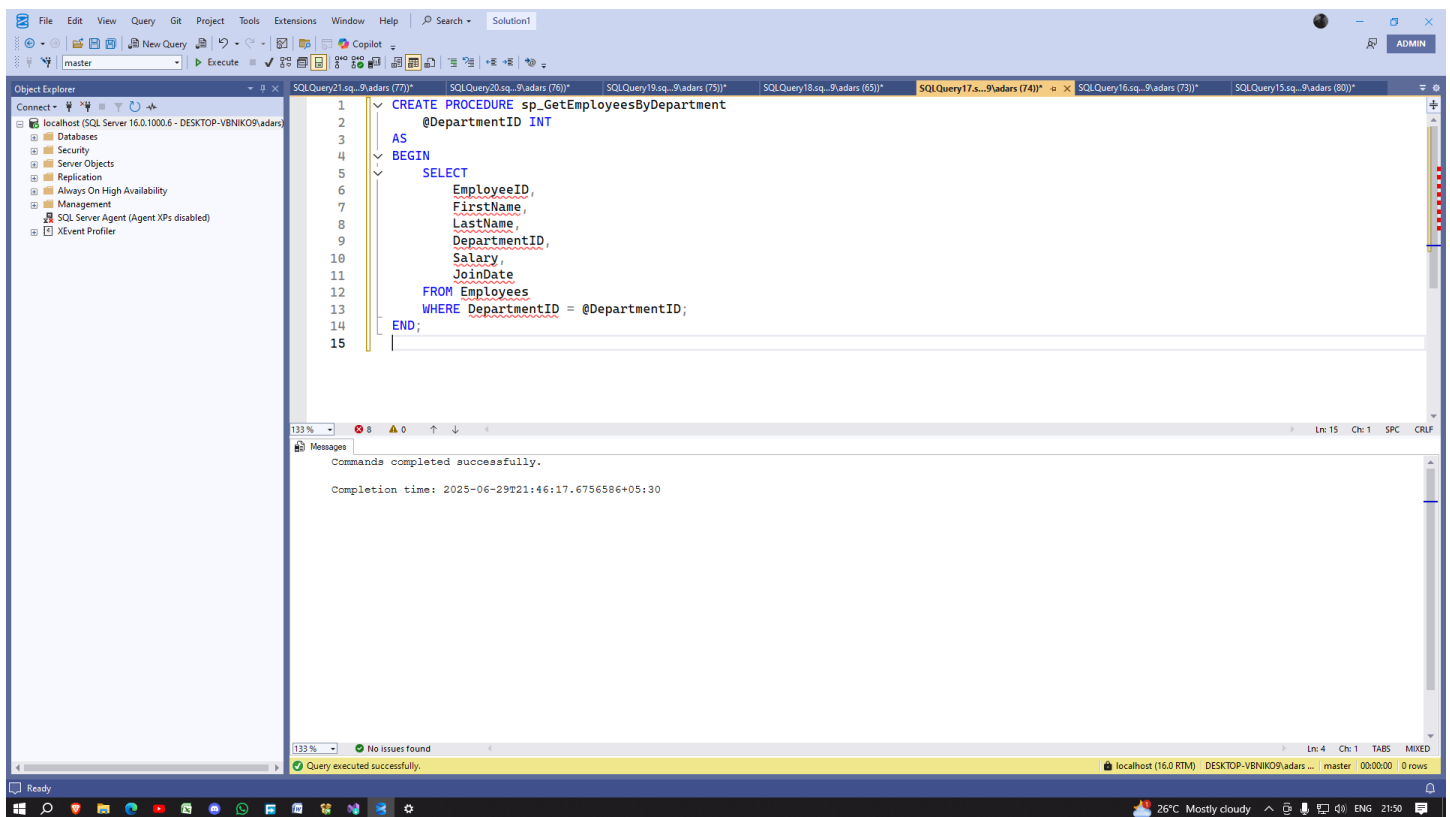 File Edit View Query Git Project Tools Extensions Window Help Search Solution1
New Query Copilot ADMIN
master Execute
Object Explorer
Connect
localhost (SQL Server 16.0.1000.6 - DESKTOP-VBNIKO9\adars)
Databases
Security
Server Objects
Replication
Always On High Availability
Management
SQL Server Agent (Agent XPs disabled)
XEvent Profiler
SQLQuery21.sq...9\adars (77))* SQLQuery20.sq...9\adars (76))* SQLQuery19.sq...9\adars (75))* SQLQuery18.sq...9\adars (65))* SQLQuery17.s...9\adars (74))* SQLQuery16.sq...9\adars (73))* SQLQuery15.sq...9\adars (80))*
1 CREATE PROCEDURE sp_GetEmployeesByDepartment
2 @DepartmentID INT
3 AS
4 BEGIN
5 SELECT
6 EmployeeID,
7 FirstName,
8 LastName,
9 DepartmentID,
10 Salary,
11 JoinDate
12 FROM Employees
13 WHERE DepartmentID = @DepartmentID;
14 END;
15
133 % 8 0 Ln: 15 Ch: 1 SPC CRLF
Messages
Commands completed successfully.
Completion time: 2025-06-29T21:46:17.6756586+05:30
133 % No issues found Ln: 4 Ch: 1 TABS MIXED
Query executed successfully. localhost (16.0 RTM) DESKTOP-VBNIKO9\adars ... master 00:00:00 0 rows
Ready
26°C Mostly cloudy ENG 21:50